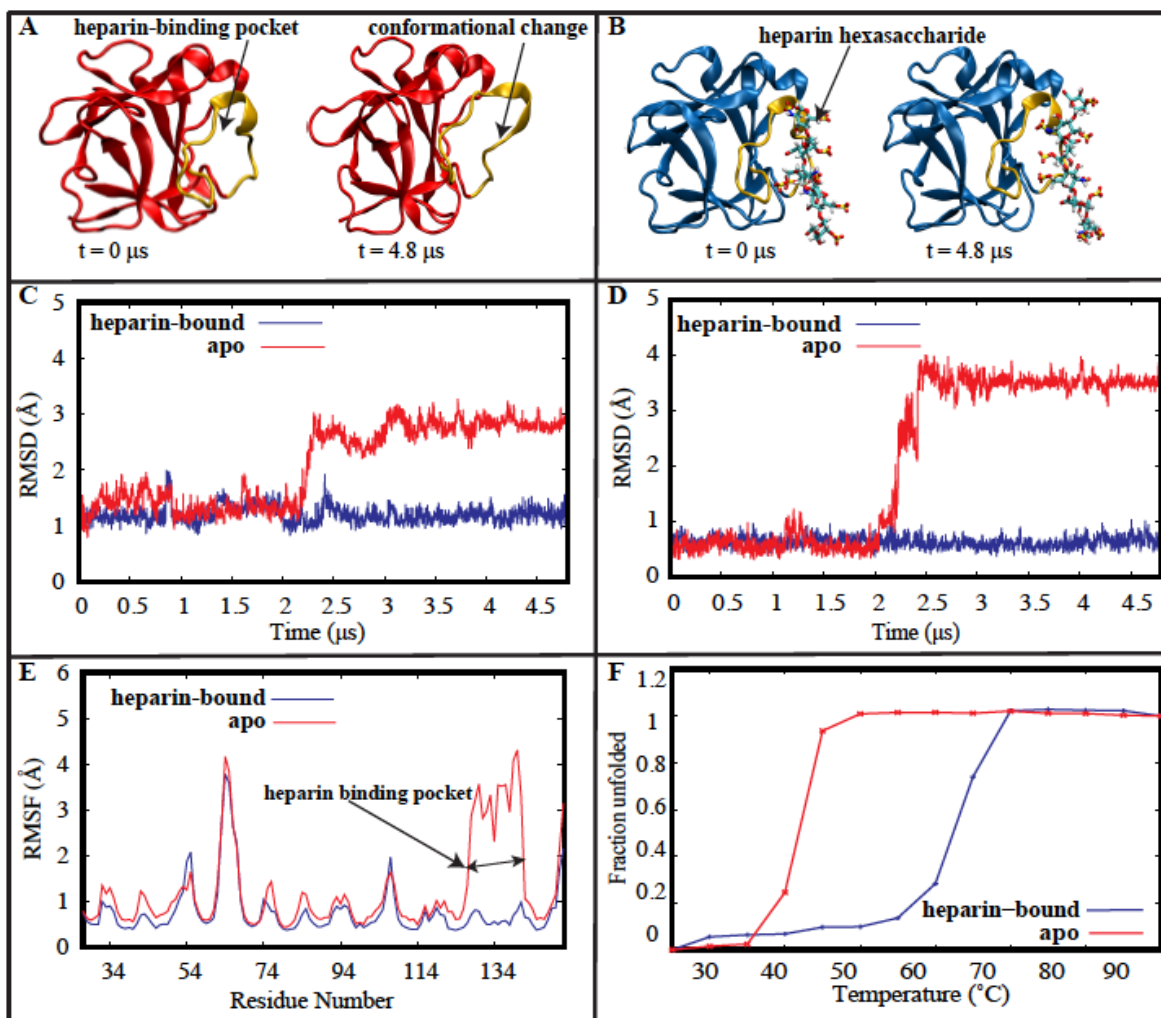 A
heparin-binding pocket
conformational change
t = 0 μs
t = 4.8 μs
B
heparin hexasaccharide
t = 0 μs
t = 4.8 μs
C
heparin-bound
apo
RMSD (Å)
5
4
3
2
1
0
0 0.5 1 1.5 2 2.5 3 3.5 4 4.5
Time (μs)
D
heparin-bound
apo
RMSD (Å)
5
4
3
2
1
0
0 0.5 1 1.5 2 2.5 3 3.5 4 4.5
Time (μs)
E
heparin-bound
apo
heparin binding pocket
RMSF (Å)
6
5
4
3
2
1
0
34 54 74 94 114 134
Residue Number
F
Fraction unfolded
1.2
1
0.8
0.6
0.4
0.2
0
heparin-bound
apo
30 40 50 60 70 80 90
Temperature (˚C)